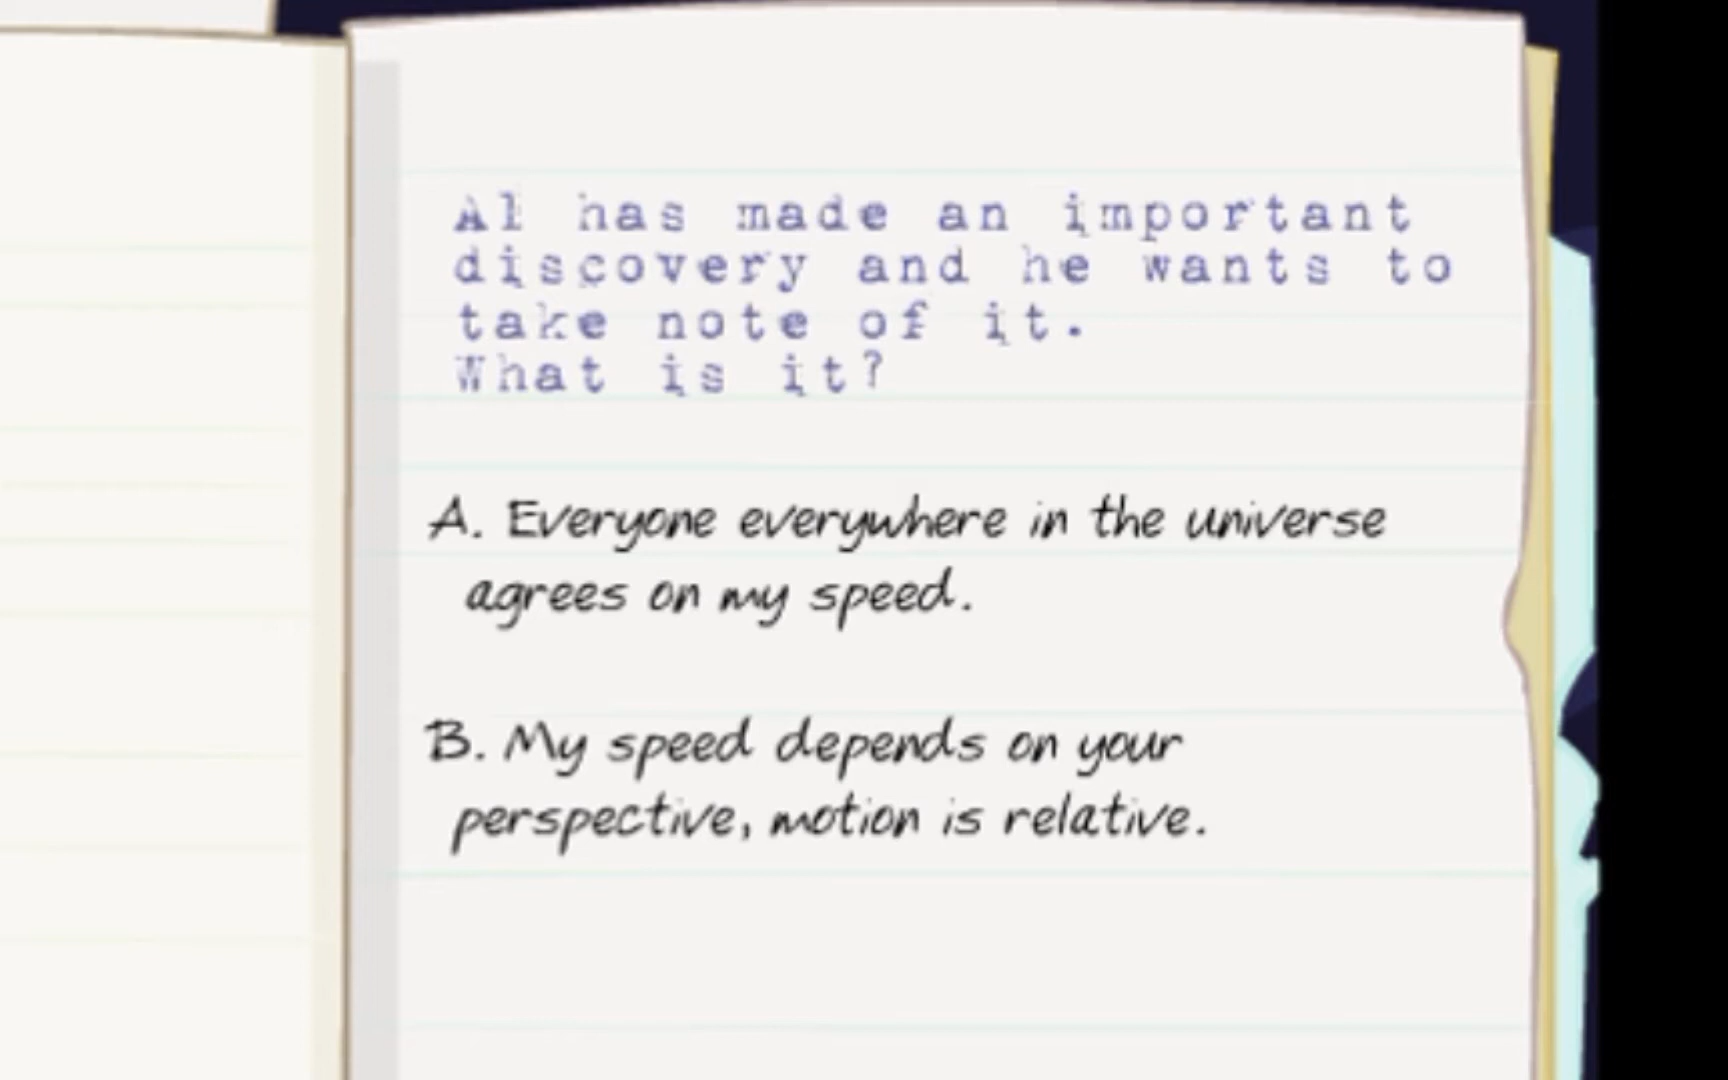 Al has made an important
discovery and he wants to
take note of it.
What is it?
A. Everyone everywhere in the universe
agrees on my speed.
B. My speed depends on your
perspective, motion is relative.